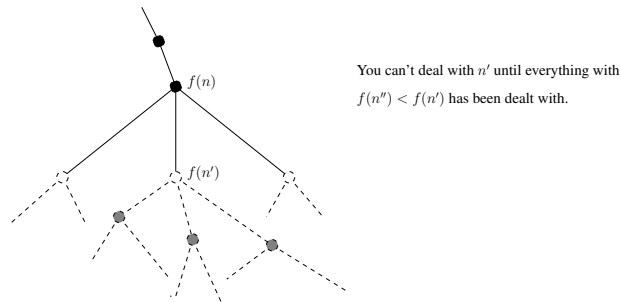 f(n)
You can't deal with n′ until everything with
f(n″) < f(n′) has been dealt with.
f(n′)